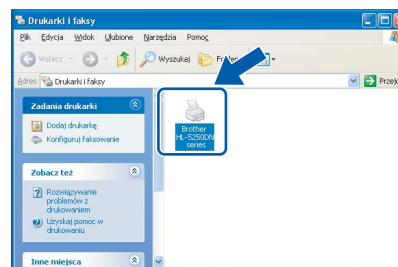 Drukarki i faksy
Plik Edycja Widok Ulubione Narzędzia Pomoc
Wstecz Wyszukaj
Adres Drukarki i faksy
Zadania drukarki
Dodaj drukarkę
Konfiguruj faksowanie
Zobacz też
Rozwiązywanie
problemów z
drukowaniem
Uzyskaj pomoc w
drukowaniu
Inne miejsca
Brother
HL-5250DN
series